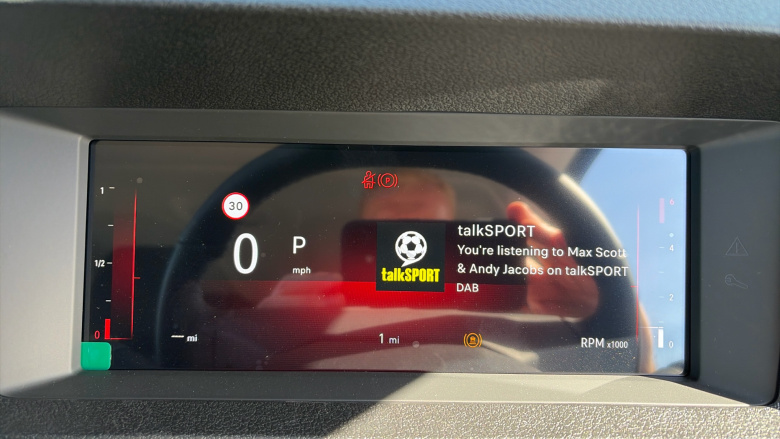 1
30
0
P
mph
1/2
0
talkSPORT
talkSPORT
You're listening to Max Scott
& Andy Jacobs on talkSPORT
DAB
4
2
0
-- mi
1 mi
RPM x1000